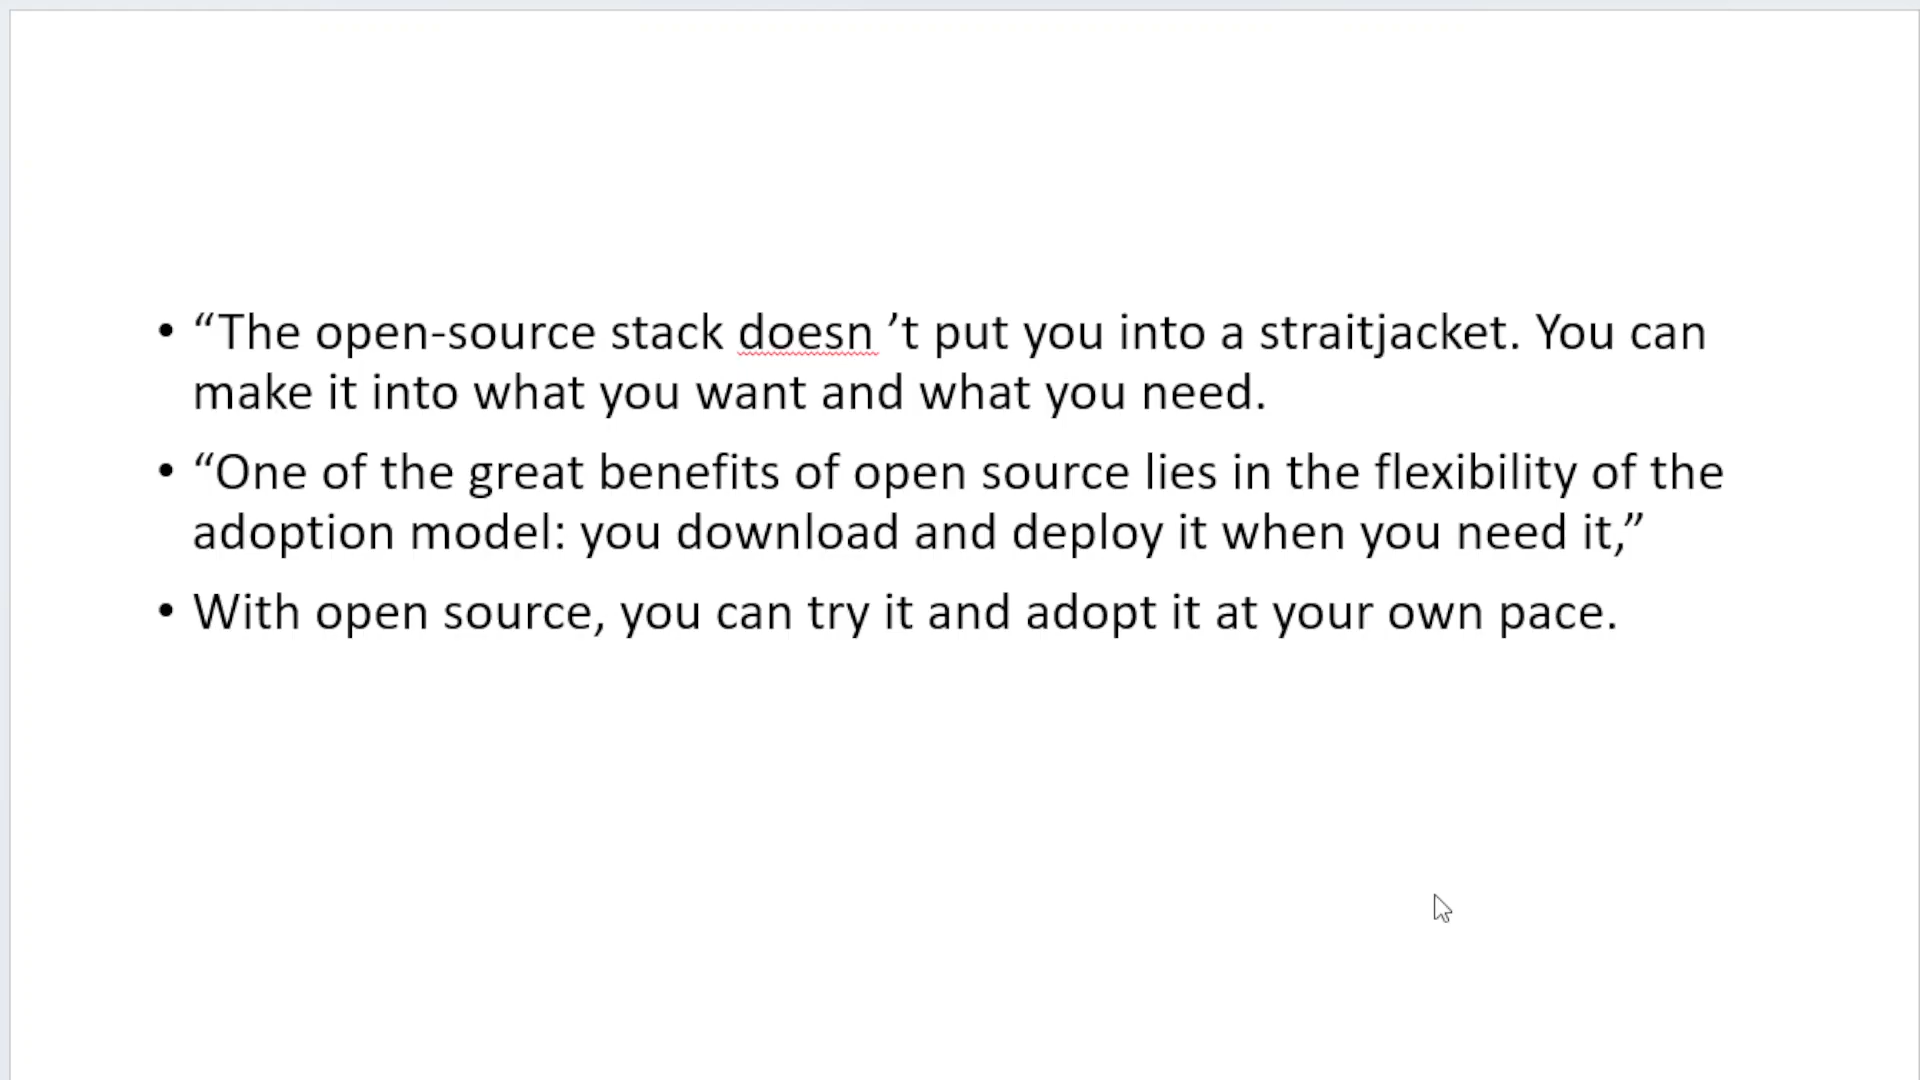 • “The open-source stack doesn ’t put you into a straitjacket. You can
make it into what you want and what you need.
• “One of the great benefits of open source lies in the flexibility of the
adoption model: you download and deploy it when you need it,”
• With open source, you can try it and adopt it at your own pace.